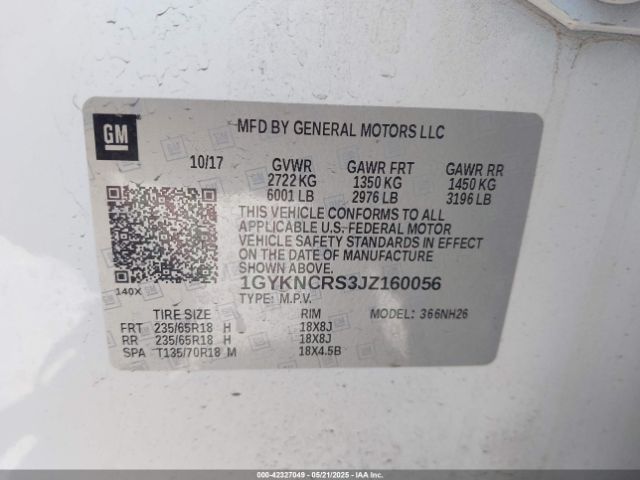 GM
MFD BY GENERAL MOTORS LLC
10/17 GVWR GAWR FRT GAWR RR
2722 KG 1350 KG 1450 KG
6001 LB 2976 LB 3196 LB
THIS VEHICLE CONFORMS TO ALL
APPLICABLE U.S. FEDERAL MOTOR
VEHICLE SAFETY STANDARDS IN EFFECT
ON THE DATE OF MANUFACTURE
SHOWN ABOVE.
140X
1GYKNCRS3JZ160056
TYPE: M.P.V. MODEL: 366NH26
TIRE SIZE RIM
FRT 235/65R18 H 18X8J
RR 235/65R18 H 18X8J
SPA T135/70R18 M 18X4.5B
000-42327049 - 05/21/2025 - IAAI.COM